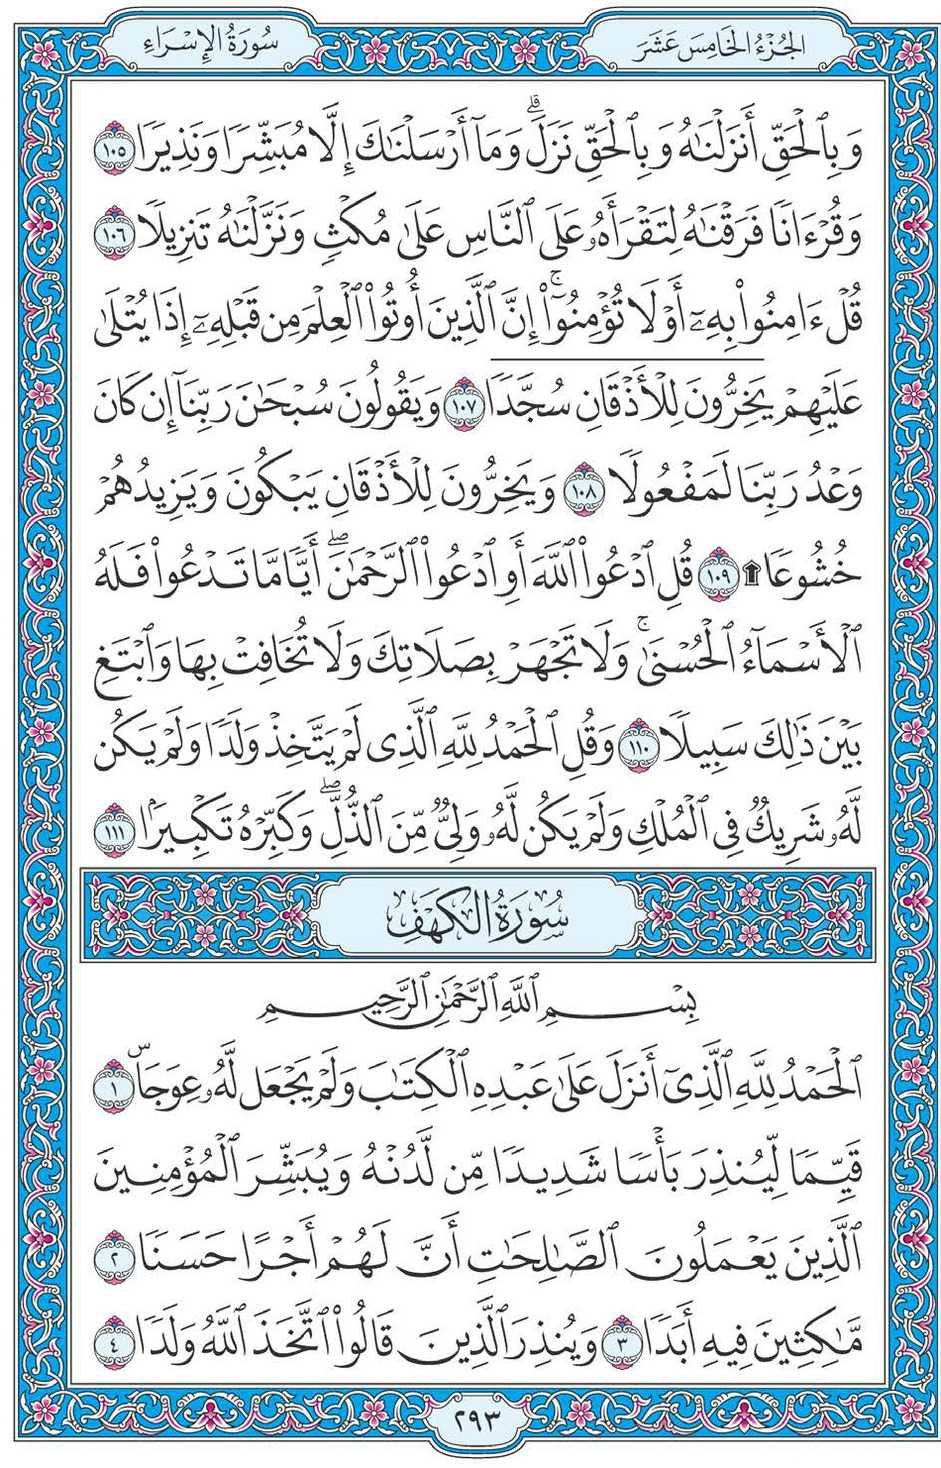 الجُزْءُ الخَامِسَ عَشَرَ
سُورَةُ الإِسْرَاءِ
وَبِٱلْحَقِّ أَنزَلْنَٰهُ وَبِٱلْحَقِّ نَزَلَۗ وَمَآ أَرْسَلْنَٰكَ إِلَّا مُبَشِّرًا وَنَذِيرًا ١٠٥
وَقُرْءَانًا فَرَقْنَٰهُ لِتَقْرَأَهُۥ عَلَى ٱلنَّاسِ عَلَىٰ مُكْثٍ وَنَزَّلْنَٰهُ تَنزِيلًا ١٠٦
قُلْ ءَامِنُوا۟ بِهِۦٓ أَوْ لَا تُؤْمِنُوٓا۟ۚ إِنَّ ٱلَّذِينَ أُوتُوا۟ ٱلْعِلْمَ مِن قَبْلِهِۦٓ إِذَا يُتْلَىٰ
عَلَيْهِمْ يَخِرُّونَ لِلْأَذْقَانِ سُجَّدًا ١٠٧ وَيَقُولُونَ سُبْحَٰنَ رَبِّنَآ إِن كَانَ
وَعْدُ رَبِّنَا لَمَفْعُولًا ١٠٨ وَيَخِرُّونَ لِلْأَذْقَانِ يَبْكُونَ وَيَزِيدُهُمْ
خُشُوعًا ١٠٩ قُلِ ٱدْعُوا۟ ٱللَّهَ أَوِ ٱدْعُوا۟ ٱلرَّحْمَٰنَۖ أَيًّا مَّا تَدْعُوا۟ فَلَهُ
ٱلْأَسْمَآءُ ٱلْحُسْنَىٰۚ وَلَا تَجْهَرْ بِصَلَاتِكَ وَلَا تُخَافِتْ بِهَا وَٱبْتَغِ
بَيْنَ ذَٰلِكَ سَبِيلًا ١١٠ وَقُلِ ٱلْحَمْدُ لِلَّهِ ٱلَّذِى لَمْ يَتَّخِذْ وَلَدًا وَلَمْ يَكُن
لَّهُۥ شَرِيكٌ فِى ٱلْمُلْكِ وَلَمْ يَكُن لَّهُۥ وَلِىٌّ مِّنَ ٱلذُّلِّۖ وَكَبِّرْهُ تَكْبِيرًۢا ١١١
سُورَةُ الكَهْفِ
بِسْمِ ٱللَّهِ ٱلرَّحْمَٰنِ ٱلرَّحِيمِ
ٱلْحَمْدُ لِلَّهِ ٱلَّذِىٓ أَنزَلَ عَلَىٰ عَبْدِهِ ٱلْكِتَٰبَ وَلَمْ يَجْعَل لَّهُۥ عِوَجَاۜ ١
قَيِّمًا لِّيُنذِرَ بَأْسًا شَدِيدًا مِّن لَّدُنْهُ وَيُبَشِّرَ ٱلْمُؤْمِنِينَ
ٱلَّذِينَ يَعْمَلُونَ ٱلصَّٰلِحَٰتِ أَنَّ لَهُمْ أَجْرًا حَسَنًا ٢
مَّٰكِثِينَ فِيهِ أَبَدًا ٣ وَيُنذِرَ ٱلَّذِينَ قَالُوا۟ ٱتَّخَذَ ٱللَّهُ وَلَدًا ٤
٢٩٣